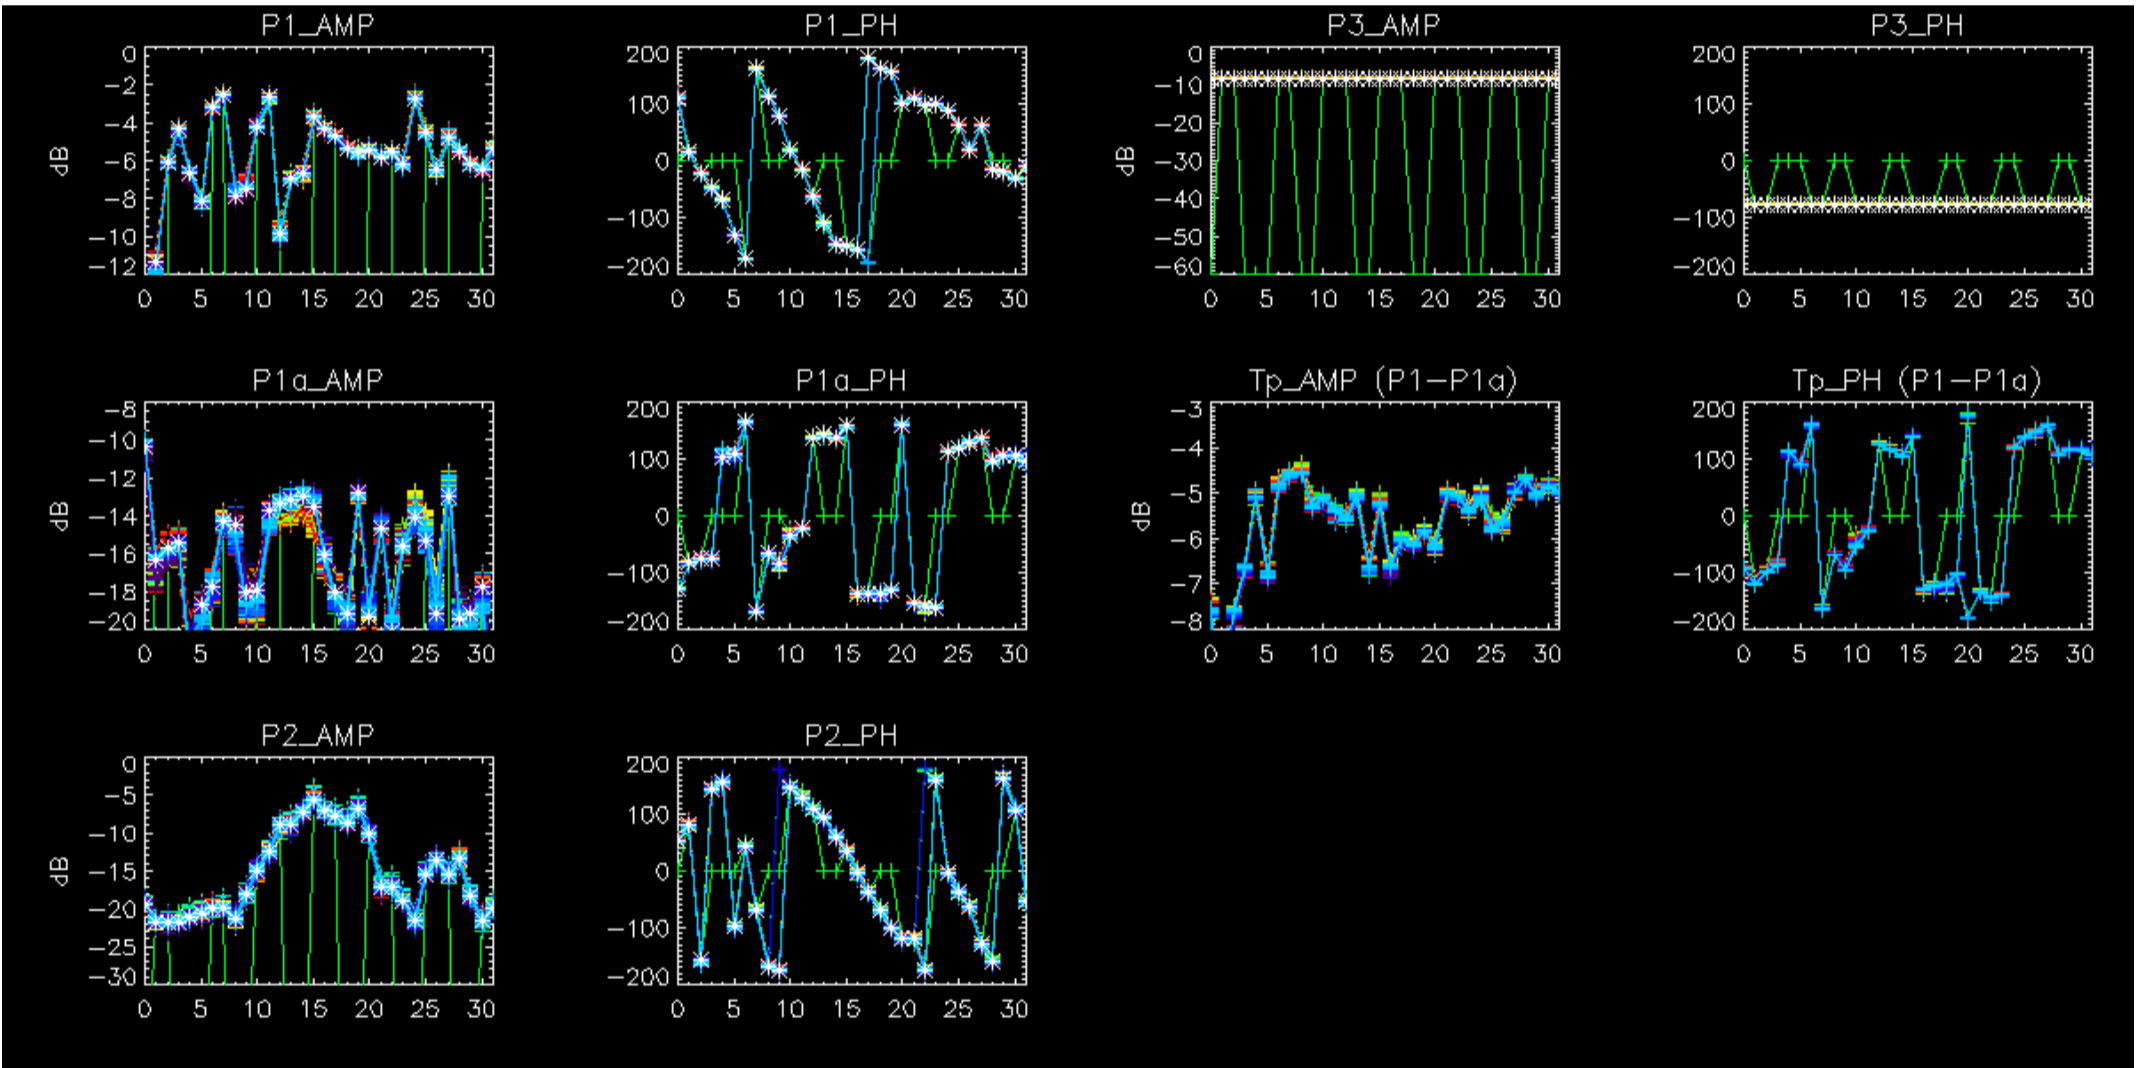 P1_AMP
dB
0
−2
−4
−6
−8
−10
−12
0 5 10 15 20 25 30
P1_PH
200
100
0
−100
−200
0 5 10 15 20 25 30
P3_AMP
dB
0
−10
−20
−30
−40
−50
−60
0 5 10 15 20 25 30
P3_PH
200
100
0
−100
−200
0 5 10 15 20 25 30
P1a_AMP
dB
−8
−10
−12
−14
−16
−18
−20
0 5 10 15 20 25 30
P1a_PH
200
100
0
−100
−200
0 5 10 15 20 25 30
Tp_AMP (P1−P1a)
dB
−3
−4
−5
−6
−7
−8
0 5 10 15 20 25 30
Tp_PH (P1−P1a)
200
100
0
−100
−200
0 5 10 15 20 25 30
P2_AMP
dB
0
−5
−10
−15
−20
−25
−30
0 5 10 15 20 25 30
P2_PH
200
100
0
−100
−200
0 5 10 15 20 25 30